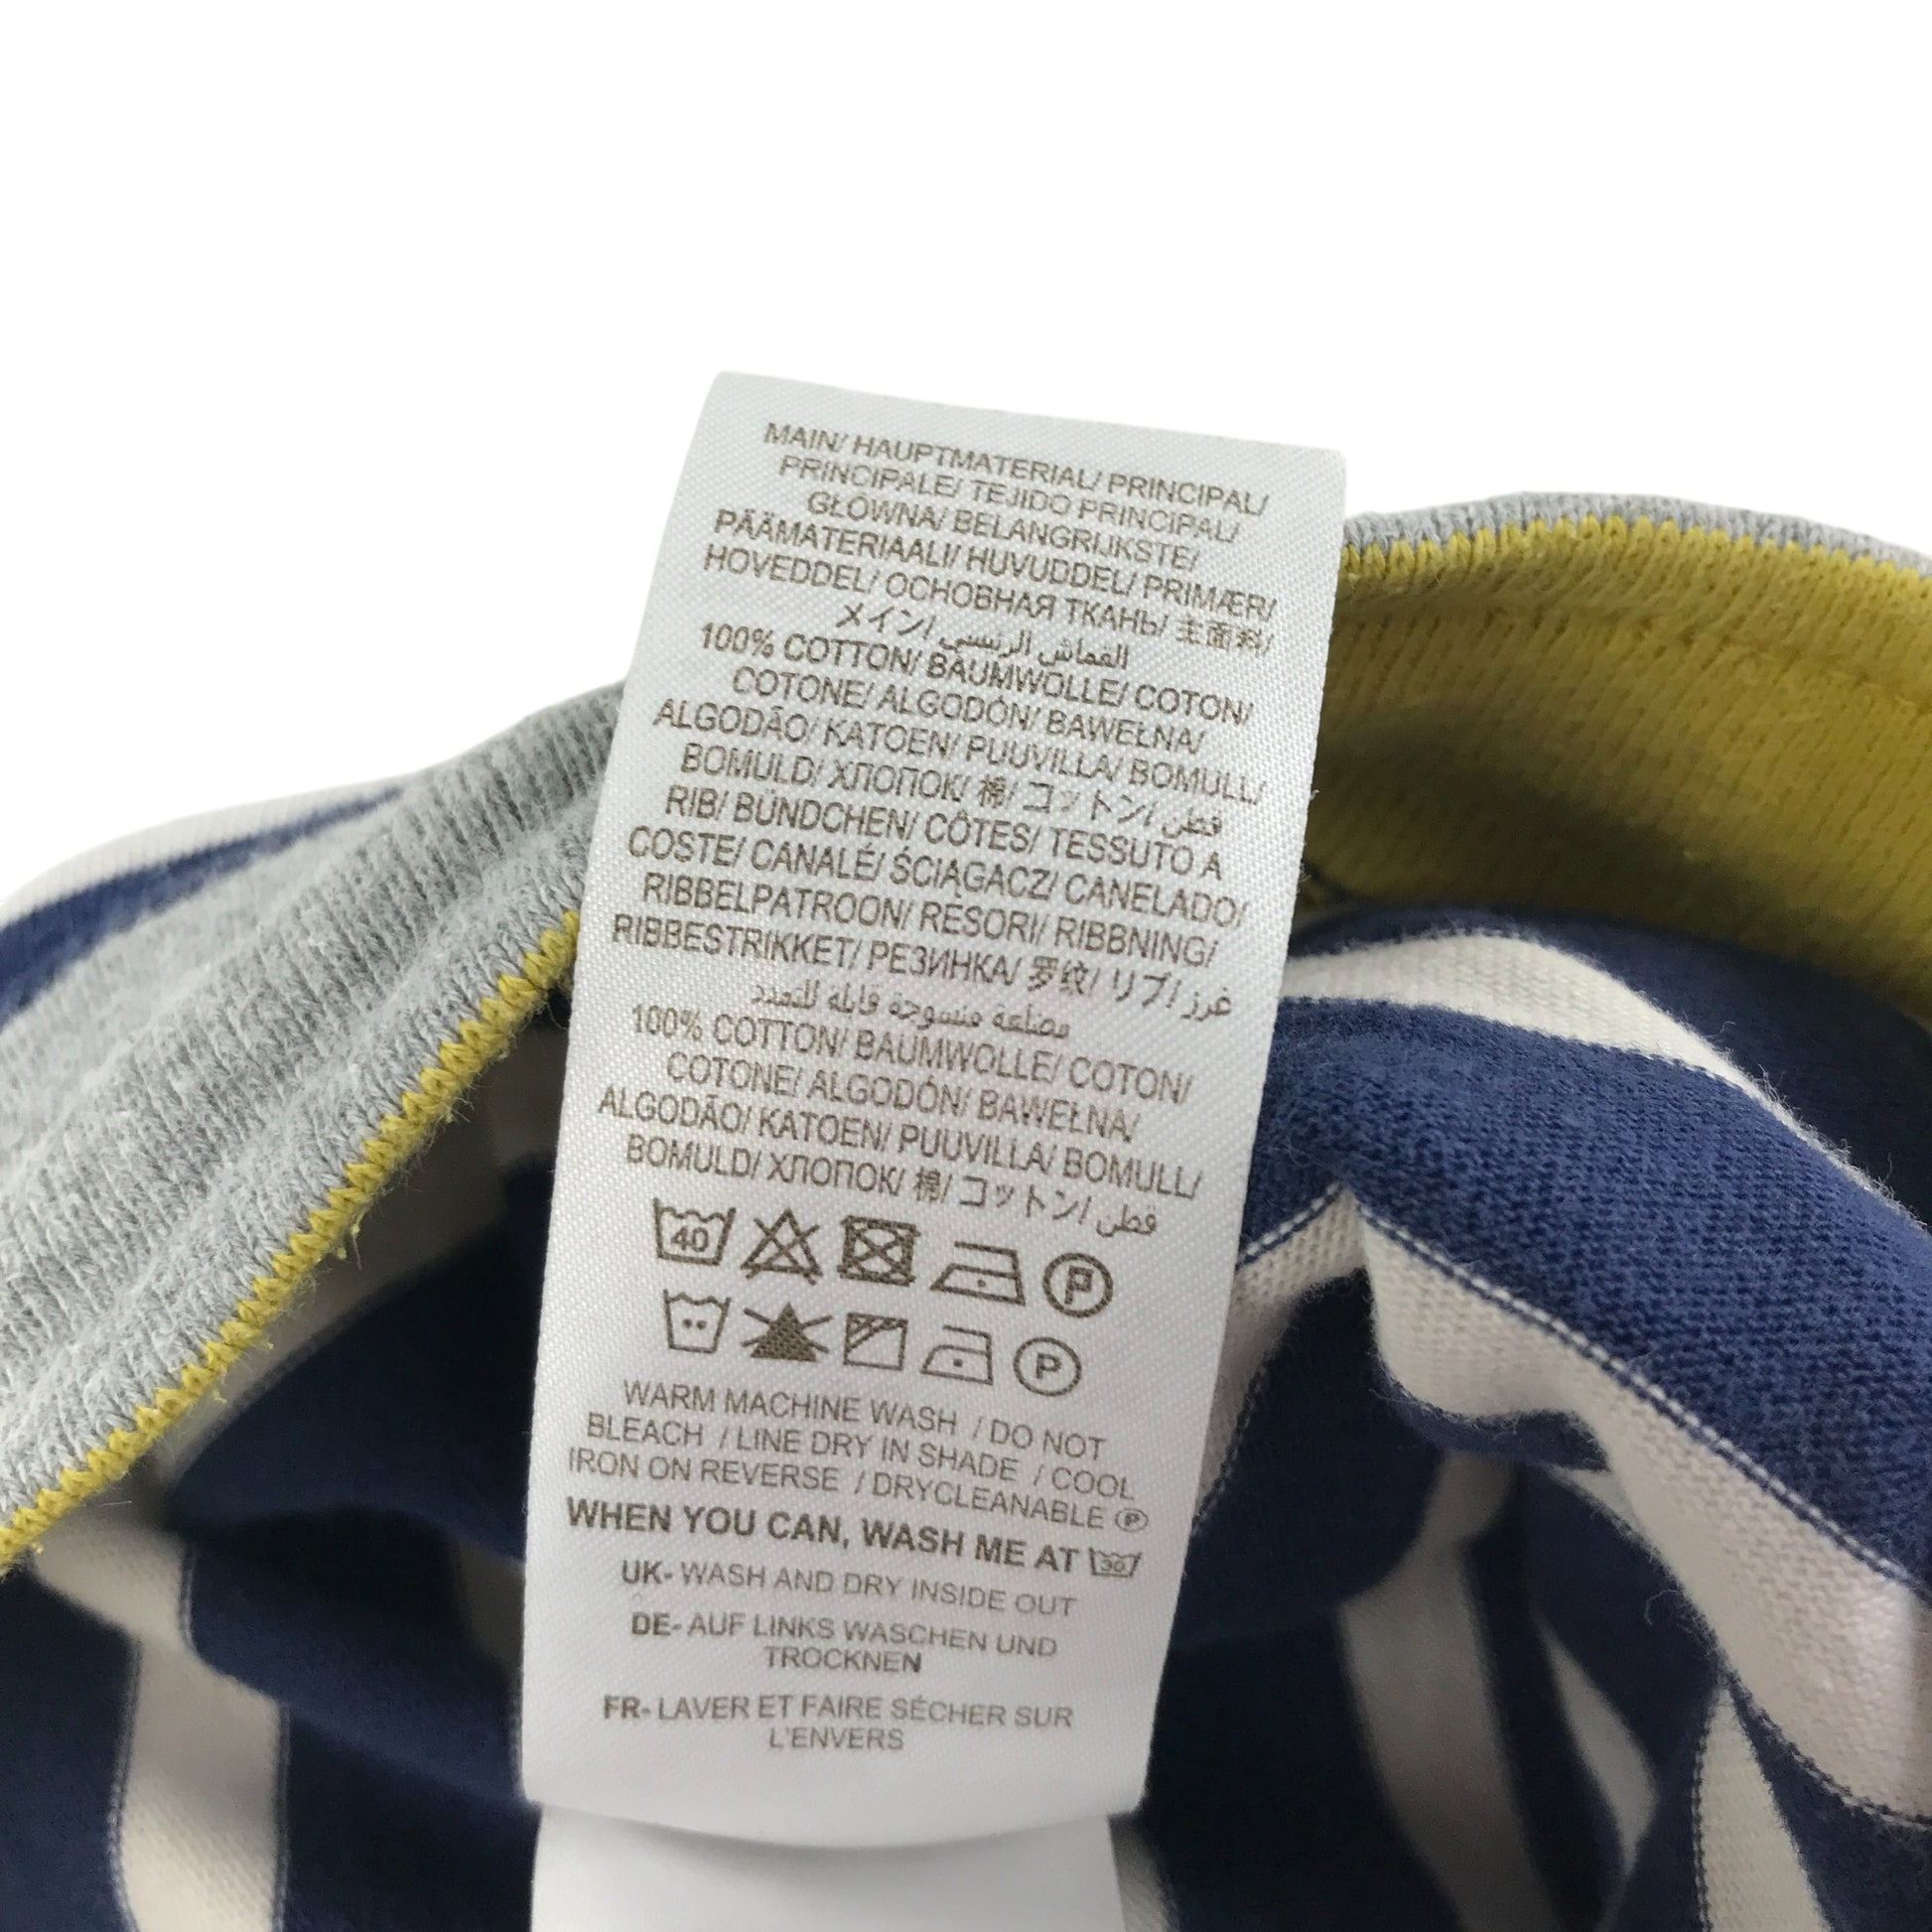 MAIN/ HAUPTMATERIAL/ PRINCIPAL/
PRINCIPALE/ TEJIDO PRINCIPAL/
GŁÓWNA/ BELANGRIJKSTE/
PÄÄMATERIAALI/ HUVUDDEL/ PRIMÆR/
HOVEDDEL/ ОСНОВНАЯ ТКАНЬ/ 主面料/
メイン/ القماش الرئيسي
100% COTTON/ BAUMWOLLE/ COTON/
COTONE/ ALGODÓN/ BAWEŁNA/
ALGODÃO/ KATOEN/ PUUVILLA/ BOMULL/
BOMULD/ ХЛОПОК/ 棉/ コットン/ قطن
RIB/ BÜNDCHEN/ CÔTES/ TESSUTO A
COSTE/ CANALÉ/ ŚCIĄGACZ/ CANELADO/
RIBBELPATROON/ RESORI/ RIBBNING/
RIBBESTRIKKET/ РЕЗИНКА/ 罗纹/ リブ/ غرز
مضلعة منسوجة قابلة للتمدد
100% COTTON/ BAUMWOLLE/ COTON/
COTONE/ ALGODÓN/ BAWEŁNA/
ALGODÃO/ KATOEN/ PUUVILLA/ BOMULL/
BOMULD/ ХЛОПОК/ 棉/ コットン/ قطن
40 P
P
WARM MACHINE WASH / DO NOT
BLEACH / LINE DRY IN SHADE / COOL
IRON ON REVERSE / DRYCLEANABLE P
WHEN YOU CAN, WASH ME AT 30
UK- WASH AND DRY INSIDE OUT
DE- AUF LINKS WASCHEN UND
TROCKNEN
FR- LAVER ET FAIRE SÉCHER SUR
L'ENVERS